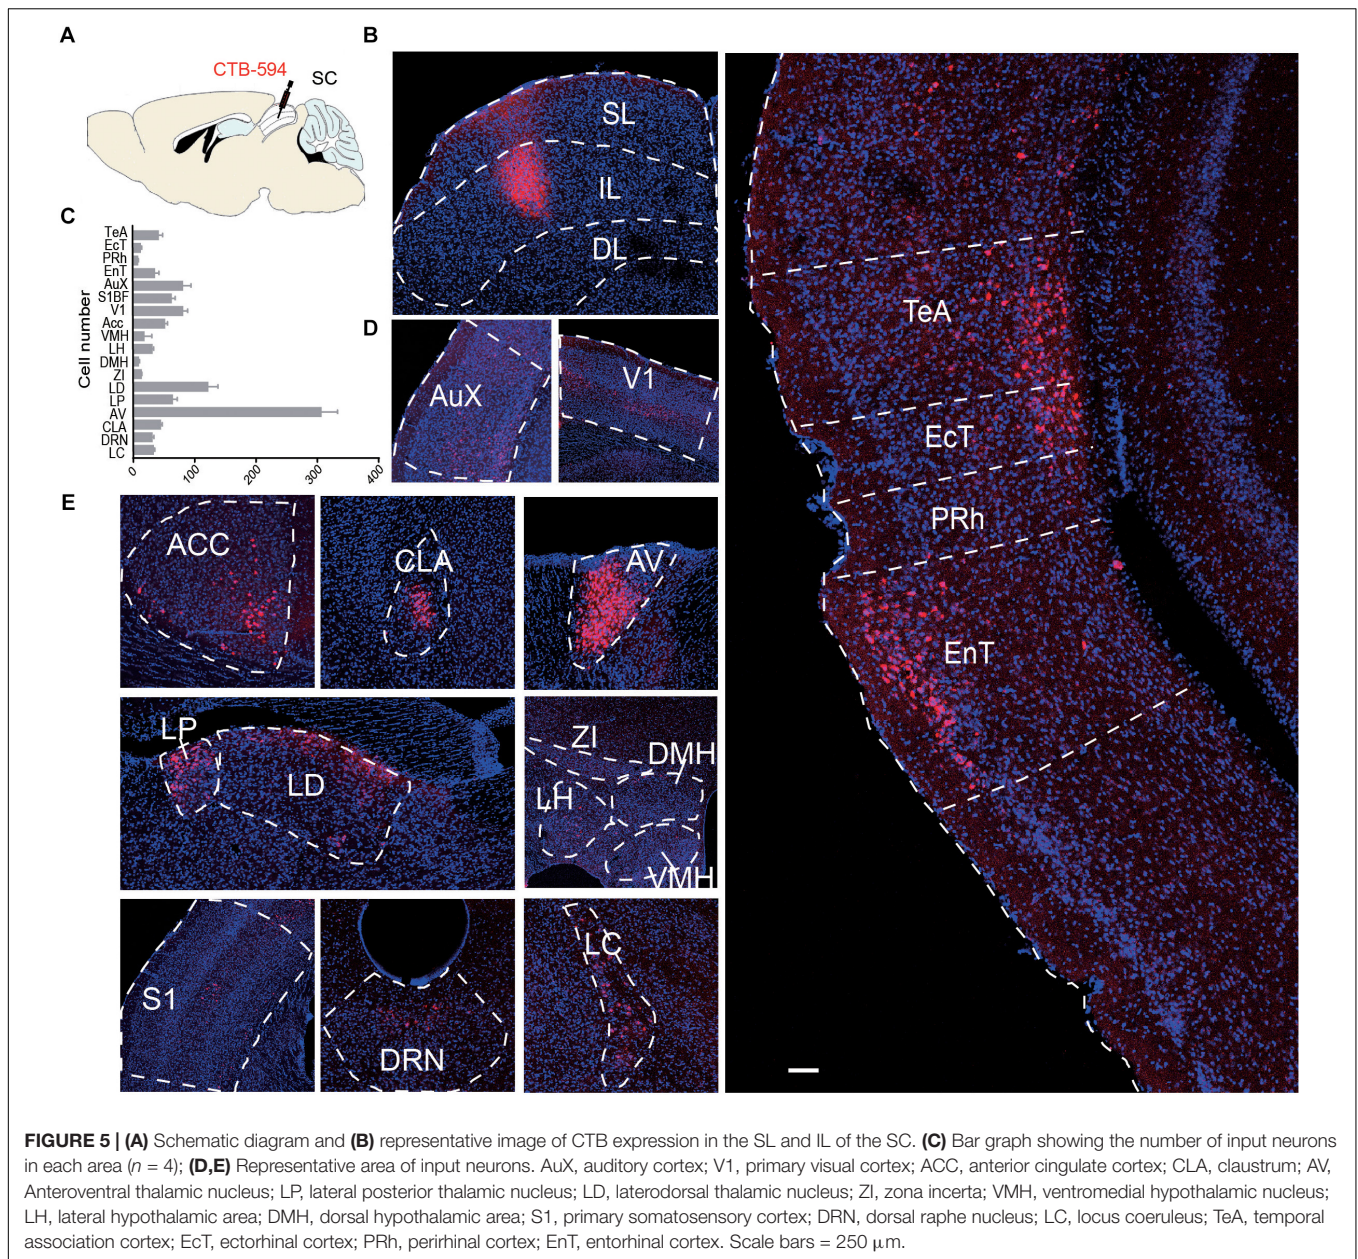 A
CTB-594
SC
B
SL
IL
DL
C
Cell number
TeA
EcT
PRh
EnT
AuX
S1BF
V1
Acc
VMH
LH
DMH
ZI
LD
LP
AV
CLA
DRN
LC
0 100 200 300 400
D
AuX
V1
TeA
EcT
PRh
EnT
E
ACC
CLA
AV
LP
LD
ZI
DMH
LH
VMH
S1
DRN
LC
FIGURE 5 | (A) Schematic diagram and (B) representative image of CTB expression in the SL and IL of the SC. (C) Bar graph showing the number of input neurons
in each area (n = 4); (D,E) Representative area of input neurons. AuX, auditory cortex; V1, primary visual cortex; ACC, anterior cingulate cortex; CLA, claustrum; AV,
Anteroventral thalamic nucleus; LP, lateral posterior thalamic nucleus; LD, laterodorsal thalamic nucleus; ZI, zona incerta; VMH, ventromedial hypothalamic nucleus;
LH, lateral hypothalamic area; DMH, dorsal hypothalamic area; S1, primary somatosensory cortex; DRN, dorsal raphe nucleus; LC, locus coeruleus; TeA, temporal
association cortex; EcT, ectorhinal cortex; PRh, perirhinal cortex; EnT, entorhinal cortex. Scale bars = 250 μm.